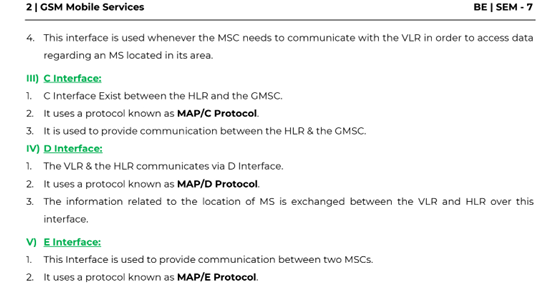 2 | GSM Mobile Services BE | SEM - 7
4. This interface is used whenever the MSC needs to communicate with the VLR in order to access data
regarding an MS located in its area.
III) C Interface:
1. C Interface Exist between the HLR and the GMSC.
2. It uses a protocol known as MAP/C Protocol.
3. It is used to provide communication between the HLR & the GMSC.
IV) D Interface:
1. The VLR & the HLR communicates via D Interface.
2. It uses a protocol known as MAP/D Protocol.
3. The information related to the location of MS is exchanged between the VLR and HLR over this
interface.
V) E Interface:
1. This Interface is used to provide communication between two MSCs.
2. It uses a protocol known as MAP/E Protocol.